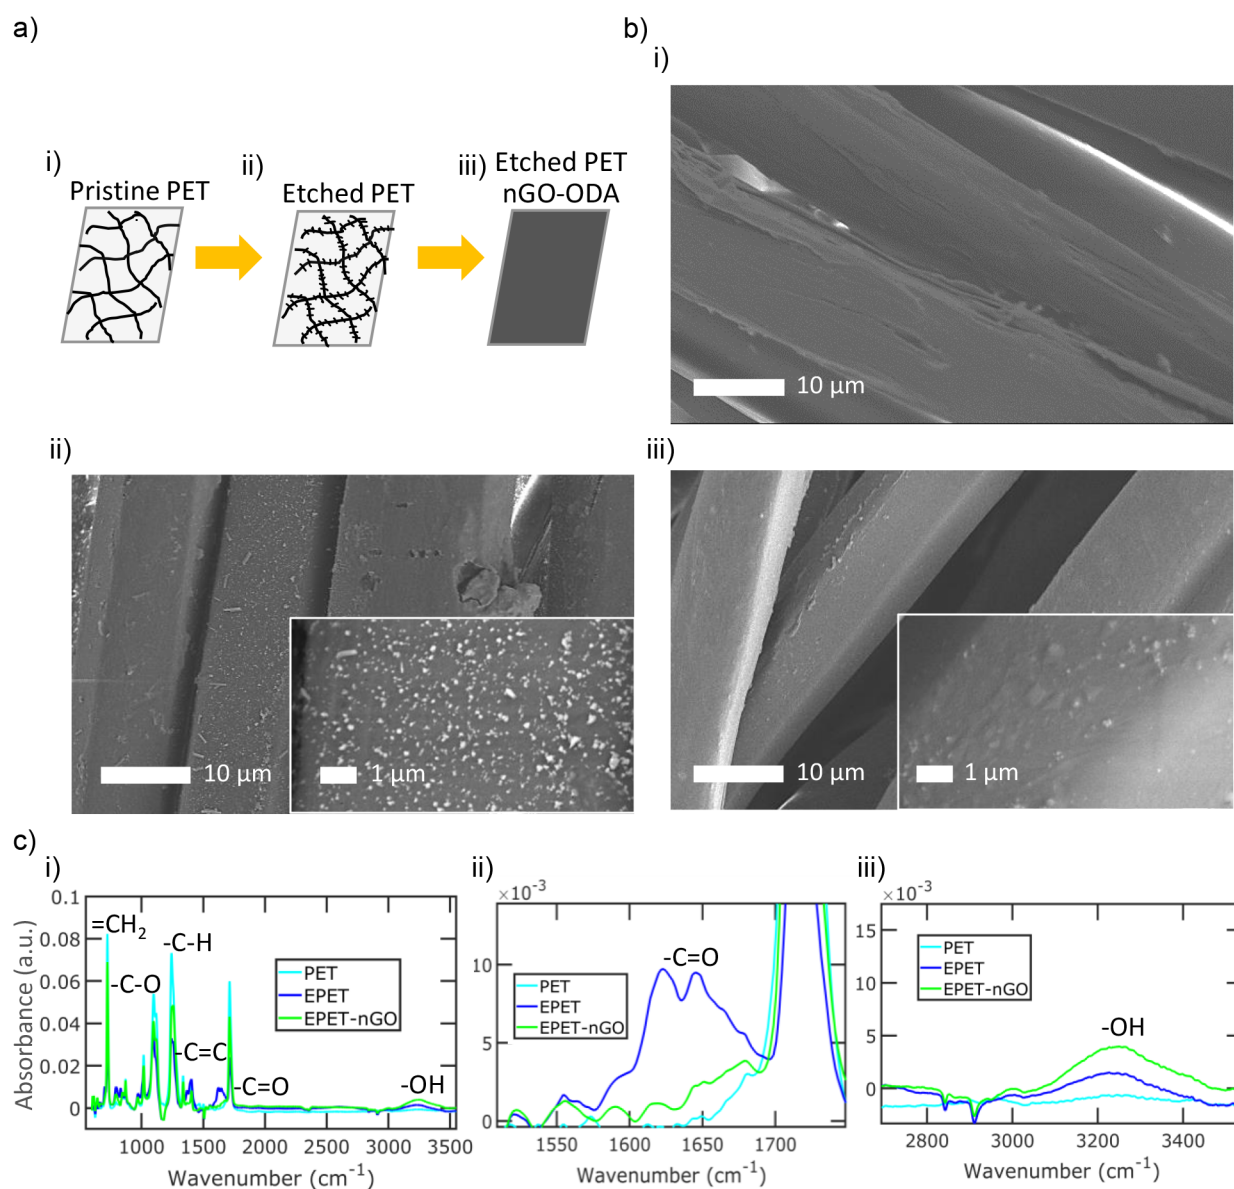 a)
b)
i)
i)
Pristine PET
ii)
Etched PET
iii)
Etched PET
nGO-ODA
10 µm
ii)
iii)
10 µm
1 µm
10 µm
1 µm
c)
i)
ii)
iii)
Absorbance (a.u.)
0.1
0.08
0.06
0.04
0.02
0
=CH2
-C-O
-C-H
-C=C
-C=O
-OH
PET
EPET
EPET-nGO
1000 1500 2000 2500 3000 3500
Wavenumber (cm-1)
×10-3
10
5
0
-C=O
PET
EPET
EPET-nGO
1550 1600 1650 1700
Wavenumber (cm-1)
×10-3
15
10
5
0
PET
EPET
EPET-nGO
-OH
2800 3000 3200 3400
Wavenumber (cm-1)